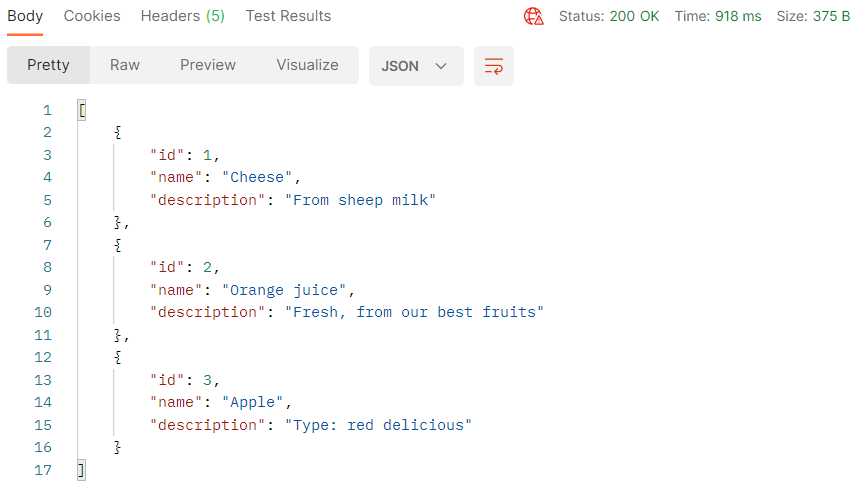 Body Cookies Headers (5) Test Results Status: 200 OK Time: 918 ms Size: 375 B
Pretty Raw Preview Visualize JSON
1 [
2 {
3 "id": 1,
4 "name": "Cheese",
5 "description": "From sheep milk"
6 },
7 {
8 "id": 2,
9 "name": "Orange juice",
10 "description": "Fresh, from our best fruits"
11 },
12 {
13 "id": 3,
14 "name": "Apple",
15 "description": "Type: red delicious"
16 }
17 ]